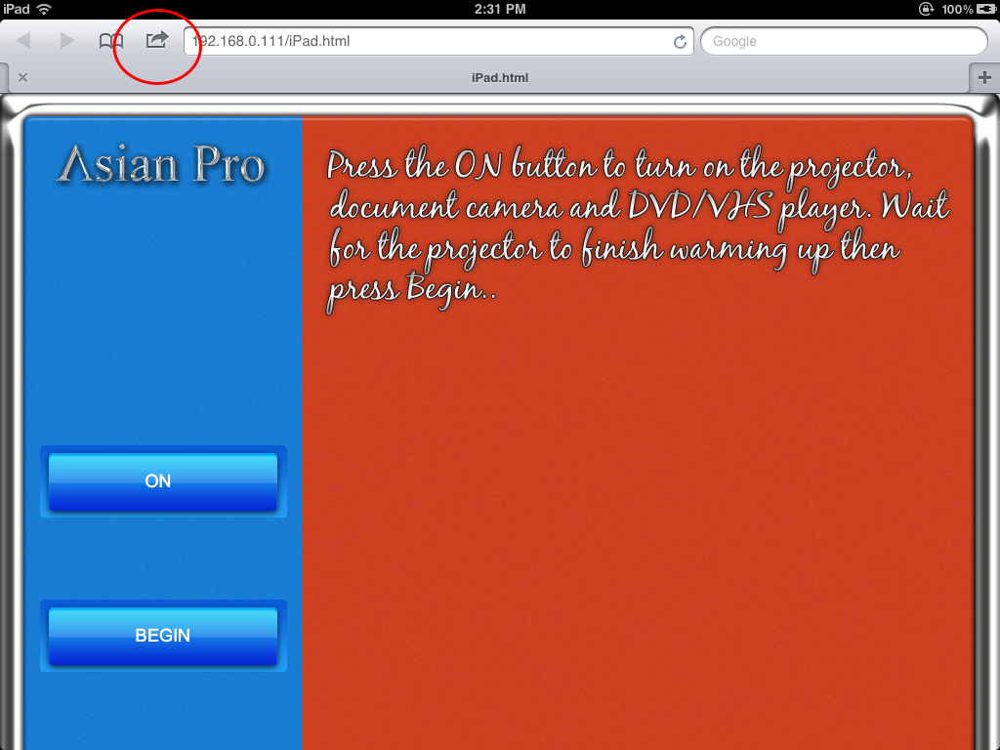 iPad 2:31 PM 100%
192.168.0.111/iPad.html Google
iPad.html
Asian Pro
Press the ON button to turn on the projector,
document camera and DVD/VHS player. Wait
for the projector to finish warming up then
press Begin..
ON
BEGIN